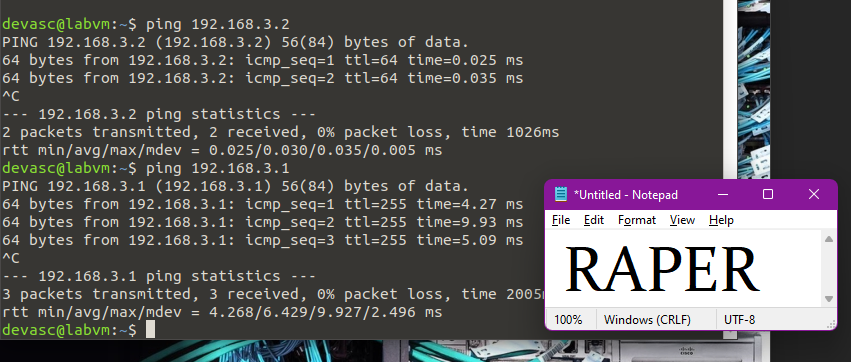 devasc@labvm:~$ ping 192.168.3.2
PING 192.168.3.2 (192.168.3.2) 56(84) bytes of data.
64 bytes from 192.168.3.2: icmp_seq=1 ttl=64 time=0.025 ms
64 bytes from 192.168.3.2: icmp_seq=2 ttl=64 time=0.035 ms
^C
--- 192.168.3.2 ping statistics ---
2 packets transmitted, 2 received, 0% packet loss, time 1026ms
rtt min/avg/max/mdev = 0.025/0.030/0.035/0.005 ms
devasc@labvm:~$ ping 192.168.3.1
PING 192.168.3.1 (192.168.3.1) 56(84) bytes of data.
64 bytes from 192.168.3.1: icmp_seq=1 ttl=255 time=4.27 ms
64 bytes from 192.168.3.1: icmp_seq=2 ttl=255 time=9.93 ms
64 bytes from 192.168.3.1: icmp_seq=3 ttl=255 time=5.09 ms
^C
--- 192.168.3.1 ping statistics ---
3 packets transmitted, 3 received, 0% packet loss, time 2005m
rtt min/avg/max/mdev = 4.268/6.429/9.927/2.496 ms
devasc@labvm:~$
*Untitled - Notepad
File Edit Format View Help
RAPER
100% Windows (CRLF) UTF-8
CISCO